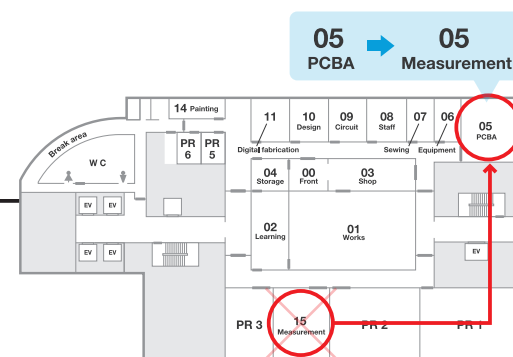 05 05
PCBA Measurement
14 Painting
11 10 09 08 07 06
Design Circuit Staff
05
PCBA
Digital fabrication Sewing Equipment
PR PR
6 5
Break area
WC
04 00 03
Storage Front Shop
EV EV
02 01
Learning Works
EV EV EV
PR 3 15 PR 2 PR 1
Measurement